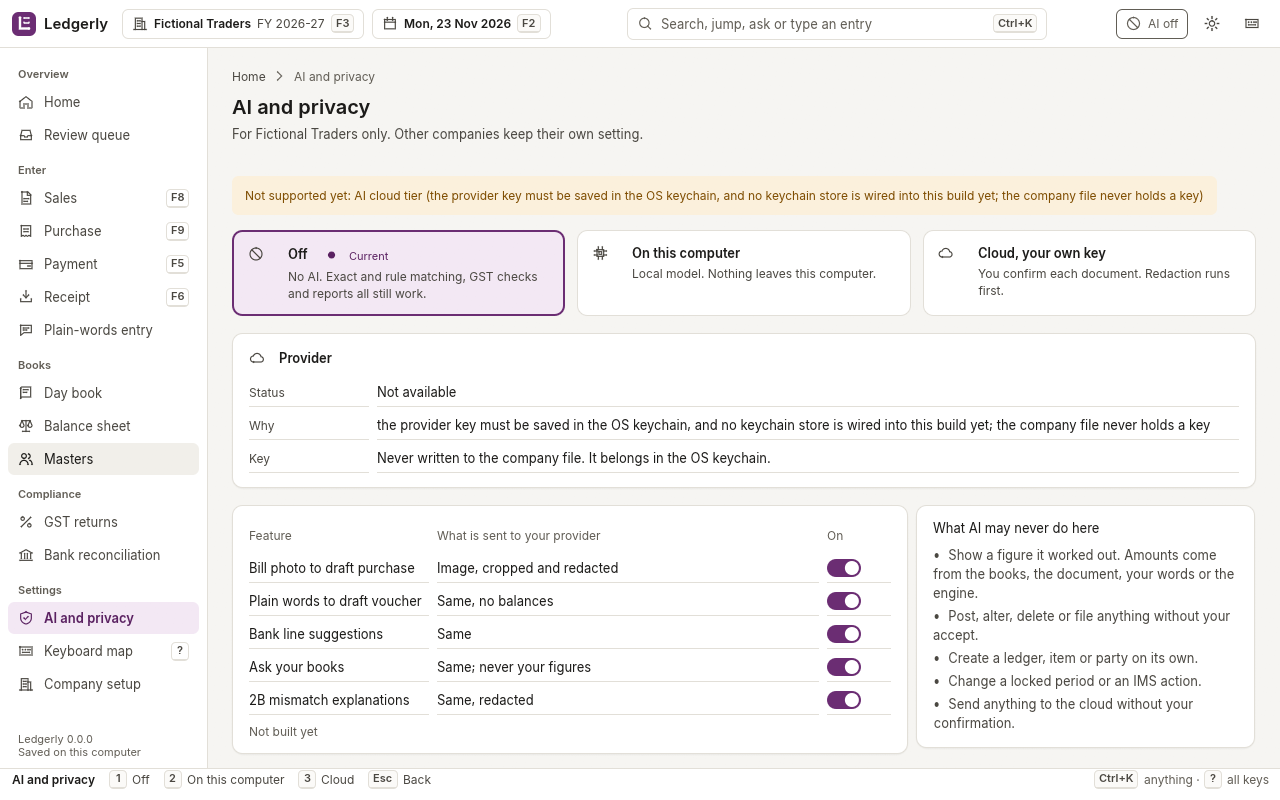 Ledgerly
Fictional Traders FY 2026-27 F3
Mon, 23 Nov 2026 F2
Search, jump, ask or type an entry Ctrl+K
AI off
Overview
Home
Review queue
Enter
Sales F8
Purchase F9
Payment F5
Receipt F6
Plain-words entry
Books
Day book
Balance sheet
Masters
Compliance
GST returns
Bank reconciliation
Settings
AI and privacy
Keyboard map ?
Company setup
Ledgerly 0.0.0
Saved on this computer
Home > AI and privacy
AI and privacy
For Fictional Traders only. Other companies keep their own setting.
Not supported yet: AI cloud tier (the provider key must be saved in the OS keychain, and no keychain store is wired into this build yet; the company file never holds a key)
Off • Current
No AI. Exact and rule matching, GST checks
and reports all still work.
On this computer
Local model. Nothing leaves this computer.
Cloud, your own key
You confirm each document. Redaction runs
first.
Provider
Status Not available
Why the provider key must be saved in the OS keychain, and no keychain store is wired into this build yet; the company file never holds a key
Key Never written to the company file. It belongs in the OS keychain.
Feature What is sent to your provider On
Bill photo to draft purchase Image, cropped and redacted
Plain words to draft voucher Same, no balances
Bank line suggestions Same
Ask your books Same; never your figures
2B mismatch explanations Same, redacted
Not built yet
What AI may never do here
• Show a figure it worked out. Amounts come
from the books, the document, your words or the
engine.
• Post, alter, delete or file anything without your
accept.
• Create a ledger, item or party on its own.
• Change a locked period or an IMS action.
• Send anything to the cloud without your
confirmation.
AI and privacy 1 Off 2 On this computer 3 Cloud Esc Back
Ctrl+K anything · ? all keys